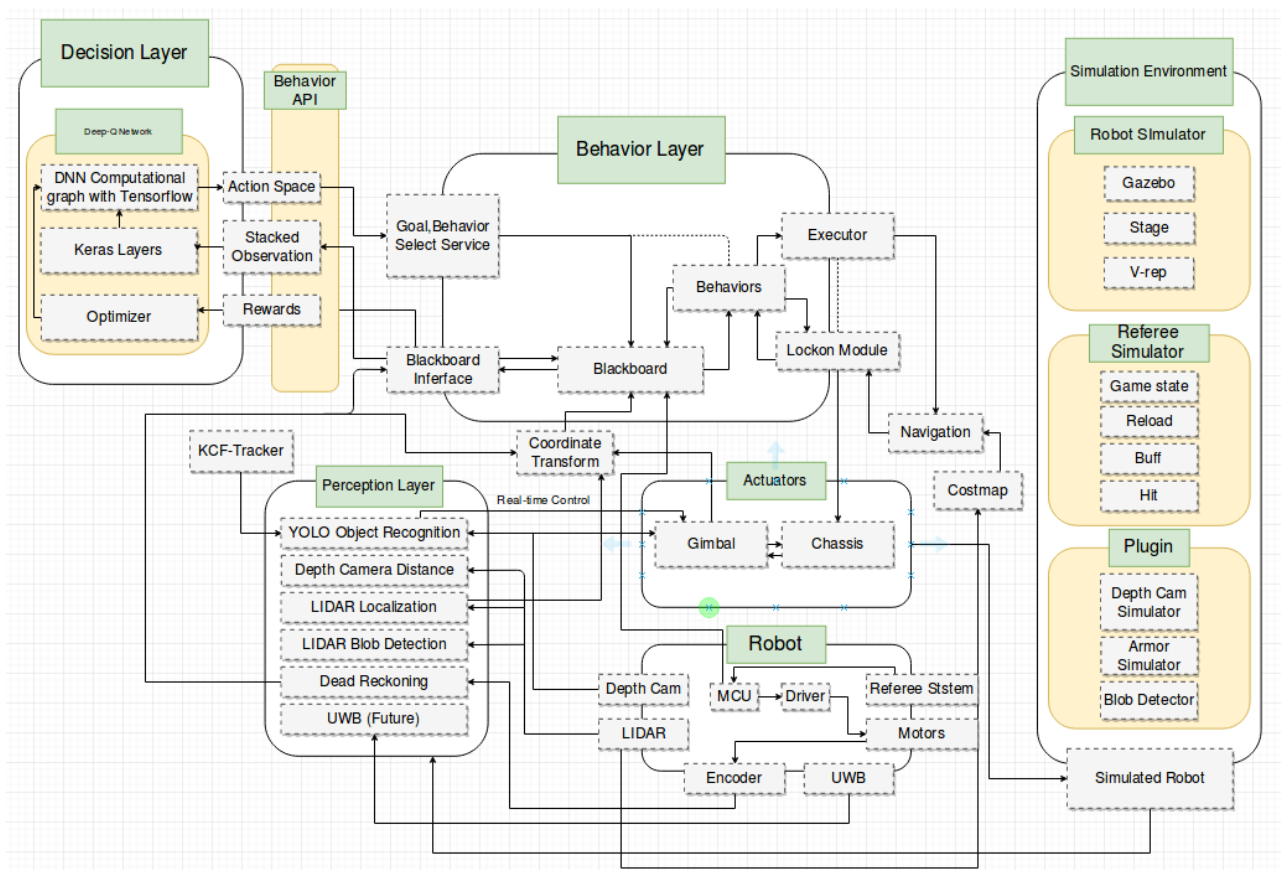 Decision Layer
Behavior
API
Deep-Q Network
DNN Computational
graph with Tensorflow
Keras Layers
Optimizer
Action Space
Stacked
Observation
Rewards
Behavior Layer
Goal,Behavior
Select Service
Executor
Behaviors
Lockon Module
Blackboard
Inferface
Blackboard
Coordinate
Transform
Navigation
Costmap
KCF-Tracker
Perception Layer
Real-time Control
YOLO Object Recognition
Depth Camera Distance
LIDAR Localization
LIDAR Blob Detection
Dead Reckoning
UWB (Future)
Actuators
Gimbal
Chassis
Robot
Depth Cam
MCU
Driver
Referee Ststem
LIDAR
Motors
Encoder
UWB
Simulation Environment
Robot SImulator
Gazebo
Stage
V-rep
Referee
Simulator
Game state
Reload
Buff
Hit
Plugin
Depth Cam
Simulator
Armor
Simulator
Blob Detector
Simulated Robot